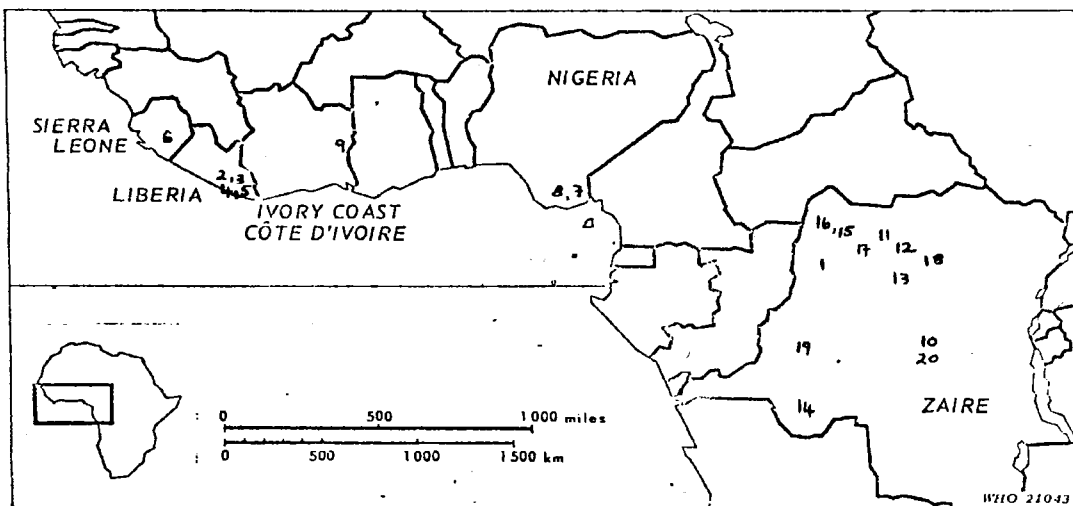 NIGERIA
SIERRA
LEONE
6
9
2,3
4,5
LIBERIA
IVORY COAST
CÔTE D'IVOIRE
8,7
16,15
11
17
12
18
1
13
19
10
20
14
ZAIRE
0 500 1000 miles
0 500 1000 1500 km
WHO 21043